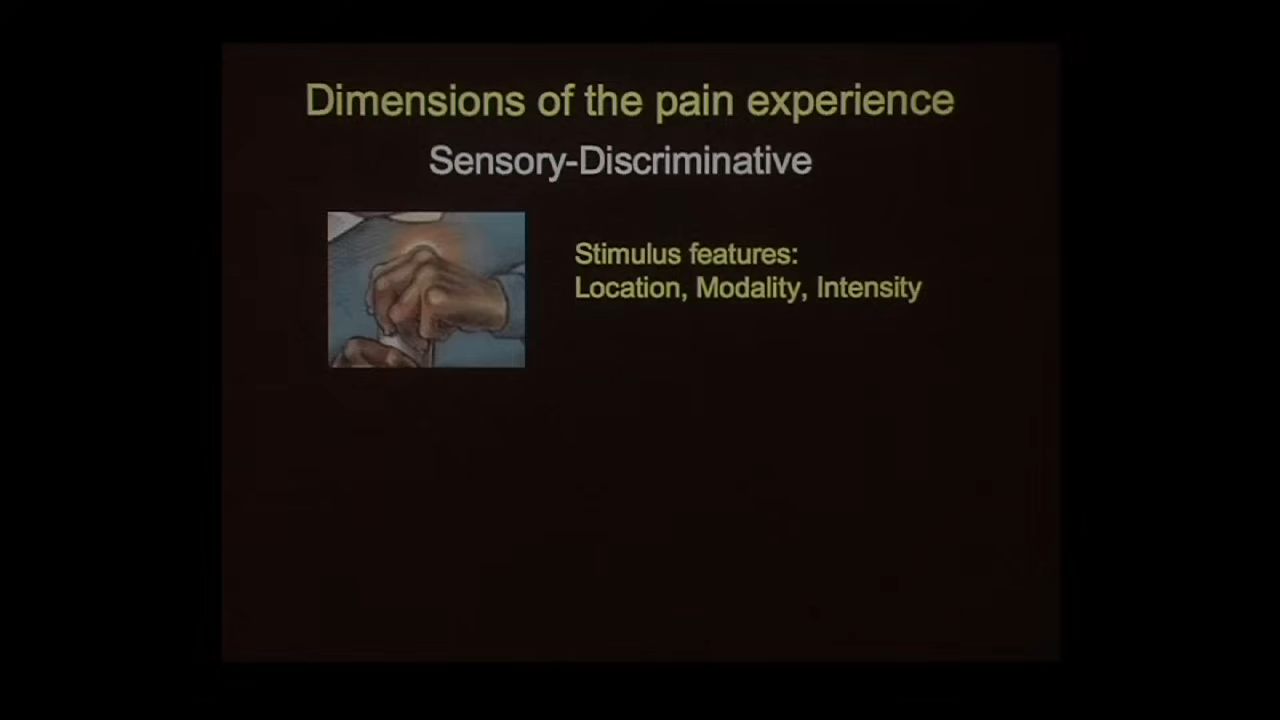 Dimensions of the pain experience
Sensory-Discriminative
Stimulus features:
Location, Modality, Intensity